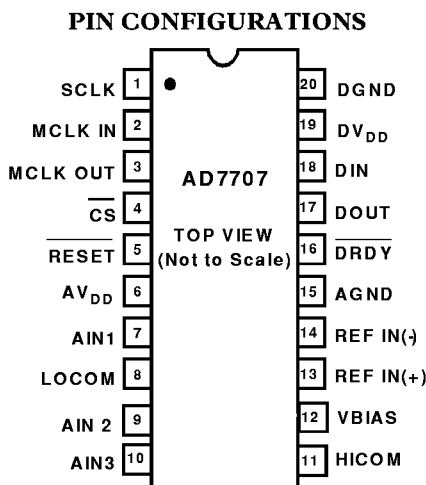 PIN CONFIGURATIONS
SCLK 1 20 DGND
MCLK IN 2 19 DVDD
MCLK OUT 3 18 DIN
AD7707
CS 4 17 DOUT
TOP VIEW
RESET 5 16 DRDY
(Not to Scale)
AVDD 6 15 AGND
AIN1 7 14 REF IN(-)
LOCOM 8 13 REF IN(+)
AIN 2 9 12 VBIAS
AIN3 10 11 HICOM